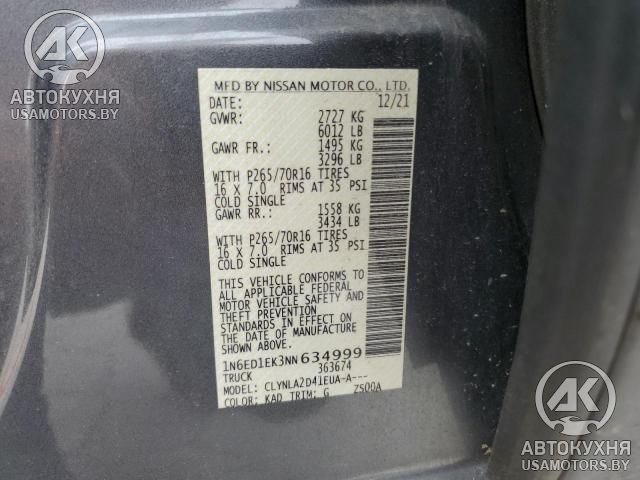 АВТОКУХНЯ
USAMOTORS.BY
MFD BY NISSAN MOTOR CO., LTD.
DATE: 12/21
GVWR: 2727 KG
6012 LB
GAWR FR.: 1495 KG
3296 LB
WITH P265/70R16 TIRES
16 X 7.0 RIMS AT 35 PSI
COLD SINGLE
GAWR RR.: 1558 KG
3434 LB
WITH P265/70R16 TIRES
16 X 7.0 RIMS AT 35 PSI
COLD SINGLE
THIS VEHICLE CONFORMS TO
ALL APPLICABLE FEDERAL
MOTOR VEHICLE SAFETY AND
THEFT PREVENTION
STANDARDS IN EFFECT ON
THE DATE OF MANUFACTURE
SHOWN ABOVE.
1N6ED1EK3NN634999
TRUCK 363674
MODEL: CLYNLA2D41EUA-A---
COLOR: KAD TRIM: G Z500A
АВТОКУХНЯ
USAMOTORS.BY